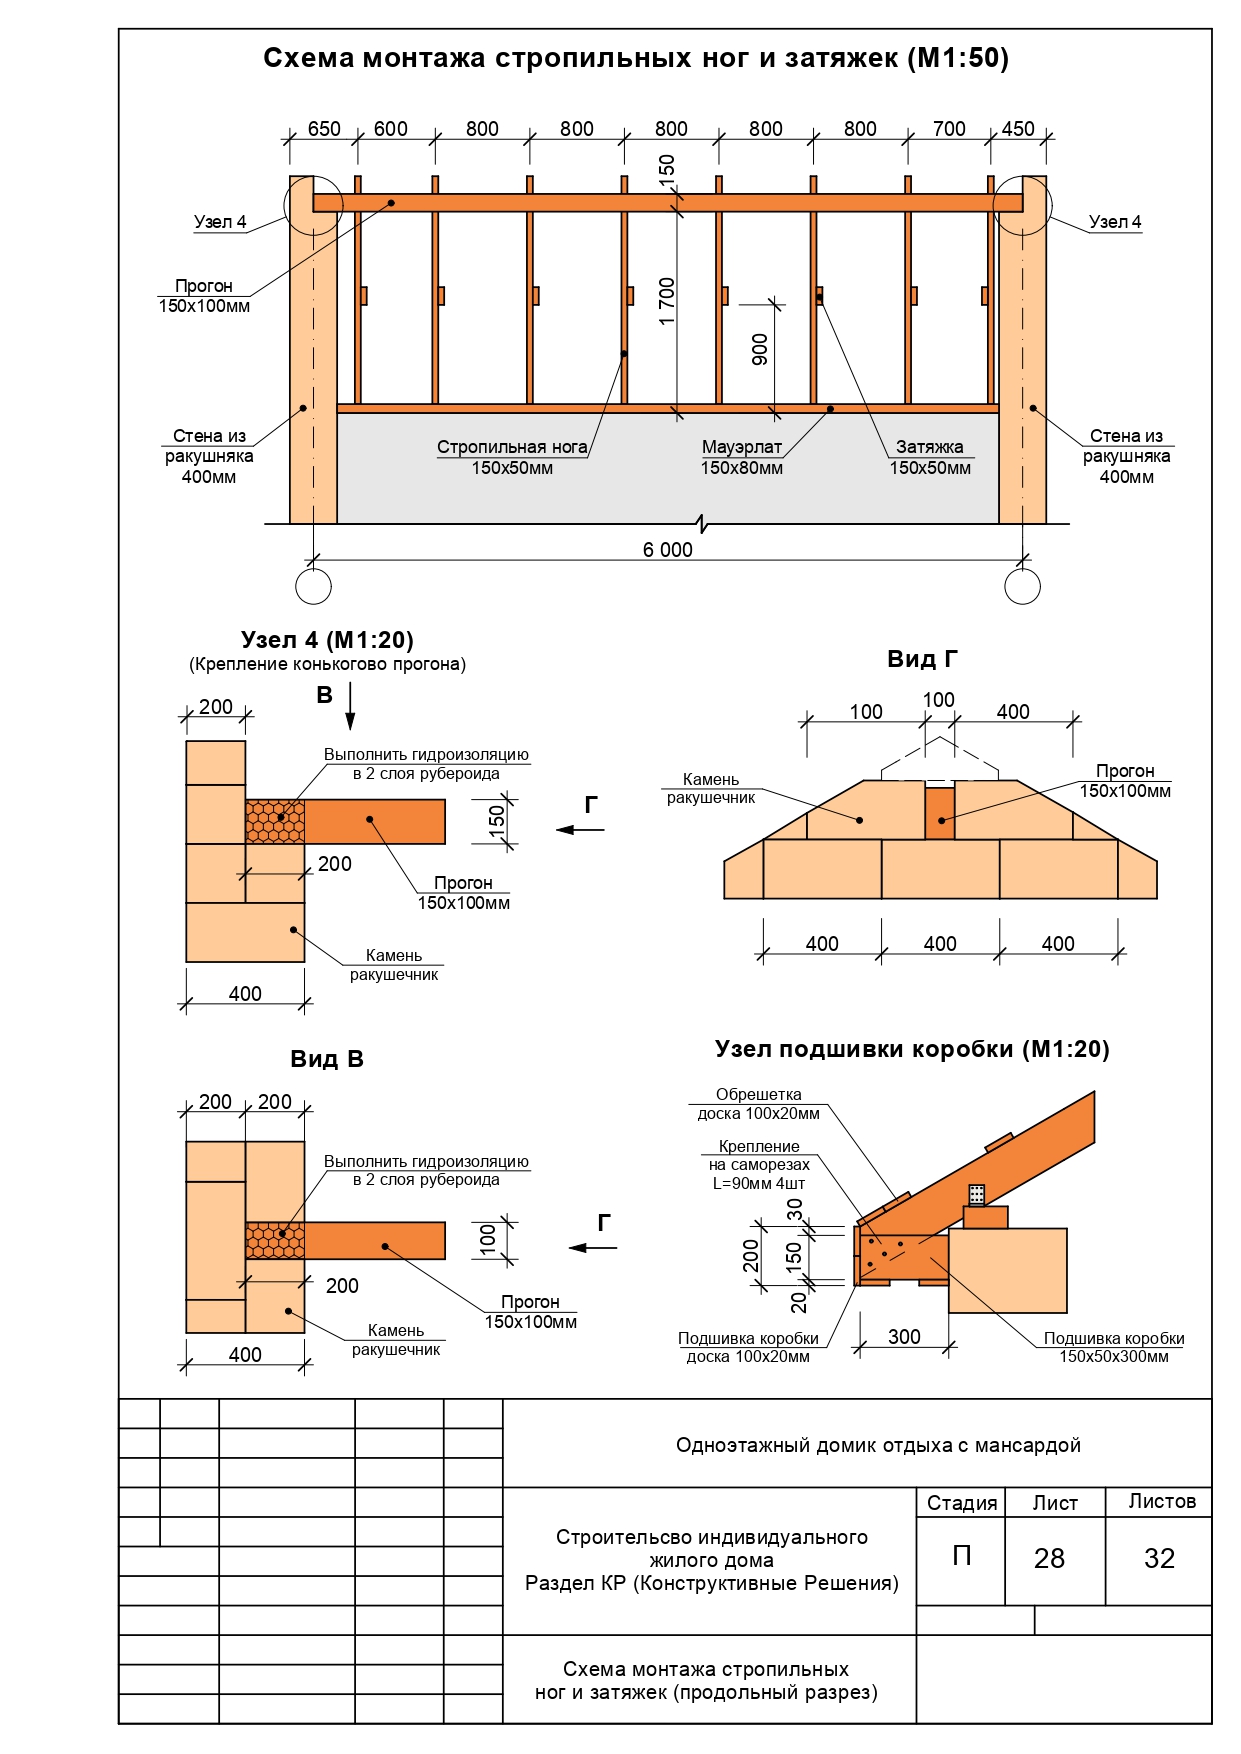 Схема монтажа стропильных ног и затяжек (М1:50)
650 600 800 800 800 800 800 700 450
150
Узел 4
Узел 4
Прогон
150х100мм
1 700
900
Стена из
ракушняка
400мм
Стропильная нога
150х50мм
Мауэрлат
150х80мм
Затяжка
150х50мм
Стена из
ракушняка
400мм
6 000
Узел 4 (М1:20)
(Крепление конькогово прогона)
В
200
Выполнить гидроизоляцию
в 2 слоя рубероида
150
Г
200
Прогон
150х100мм
Камень
ракушечник
400
Вид Г
100
100
400
Камень
ракушечник
Прогон
150х100мм
400 400 400
Вид В
200 200
Выполнить гидроизоляцию
в 2 слоя рубероида
100
Г
200
Прогон
150х100мм
Камень
ракушечник
400
Узел подшивки коробки (М1:20)
Обрешетка
доска 100х20мм
Крепление
на саморезах
L=90мм 4шт
30
200
150
20
300
Подшивка коробки
доска 100х20мм
Подшивка коробки
150х50х300мм
Одноэтажный домик отдыха с мансардой
Строительсво индивидуального
жилого дома
Раздел КР (Конструктивные Решения)
Стадия Лист Листов
П 28 32
Схема монтажа стропильных
ног и затяжек (продольный разрез)